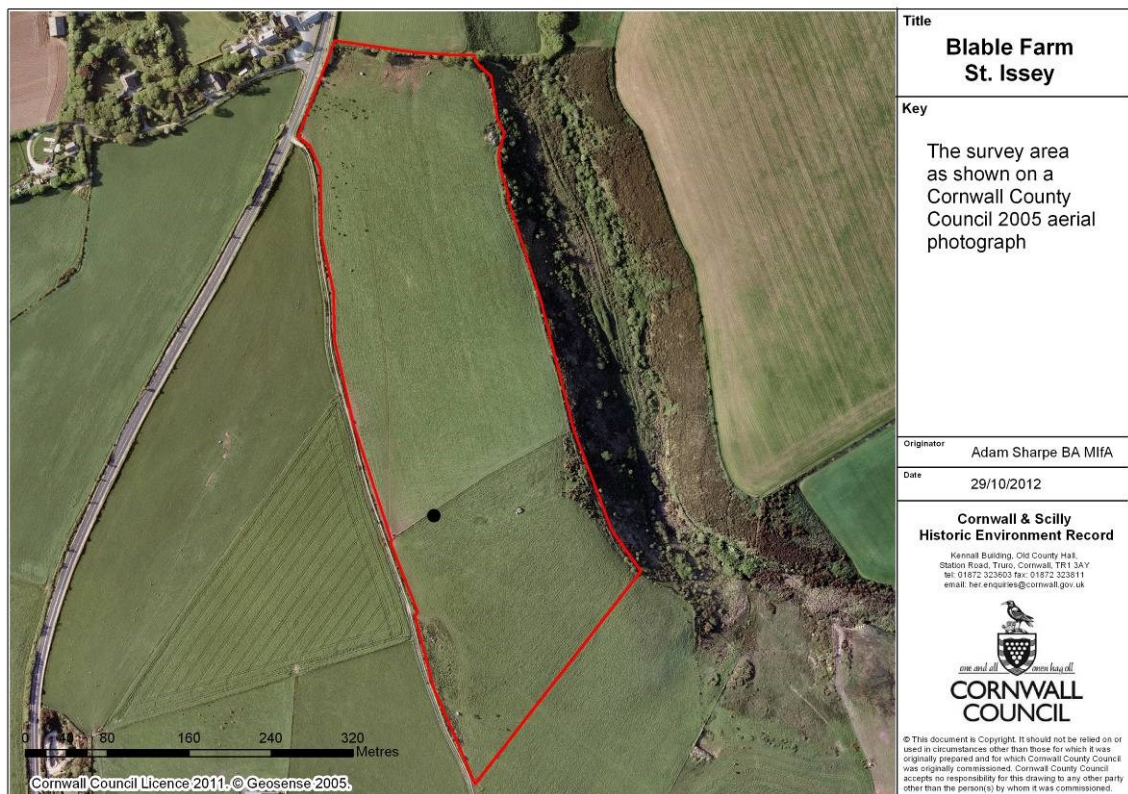 Title
Blable Farm
St. Issey
Key
The survey area
as shown on a
Cornwall County
Council 2005 aerial
photograph
Originator
Adam Sharpe BA MIfA
Date
29/10/2012
Cornwall & Scilly
Historic Environment Record
Kennall Building, Old County Hall,
Station Road, Truro, Cornwall, TR1 3AY
tel: 01872 323603 fax: 01872 323811
email: her.enquiries@cornwall.gov.uk
one and all onen hag oll
CORNWALL
COUNCIL
© This document is Copyright. It should not be relied on or
used in circumstances other than those for which it was
originally prepared and for which Cornwall County Council
was originally commissioned. Cornwall County Council
accepts no responsibility for this drawing to any other party
other than the person(s) by whom it was commissioned.
0 40 80 160 240 320
Metres
Cornwall Council Licence 2011. © Geosense 2005.